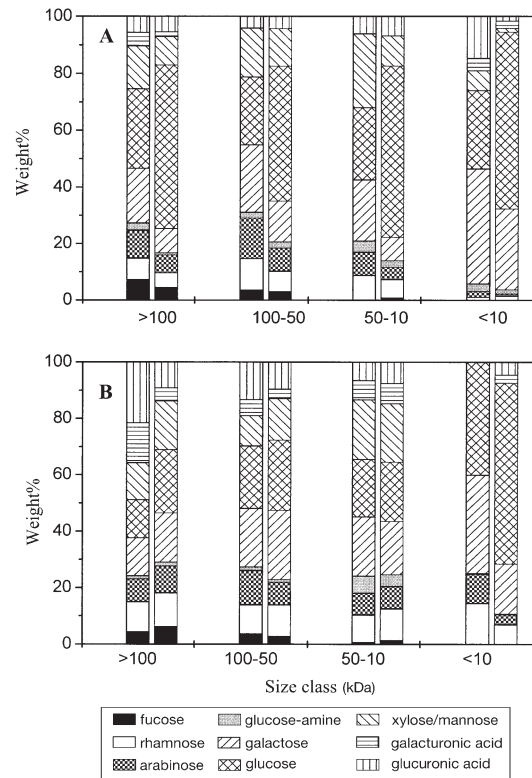 100
A
80
60
40
20
0
Weight%
>100
100-50
50-10
<10
100
B
80
60
40
20
0
Weight%
>100
100-50
50-10
<10
Size class (kDa)
fucose
glucose-amine
xylose/mannose
rhamnose
galactose
galacturonic acid
arabinose
glucose
glucuronic acid